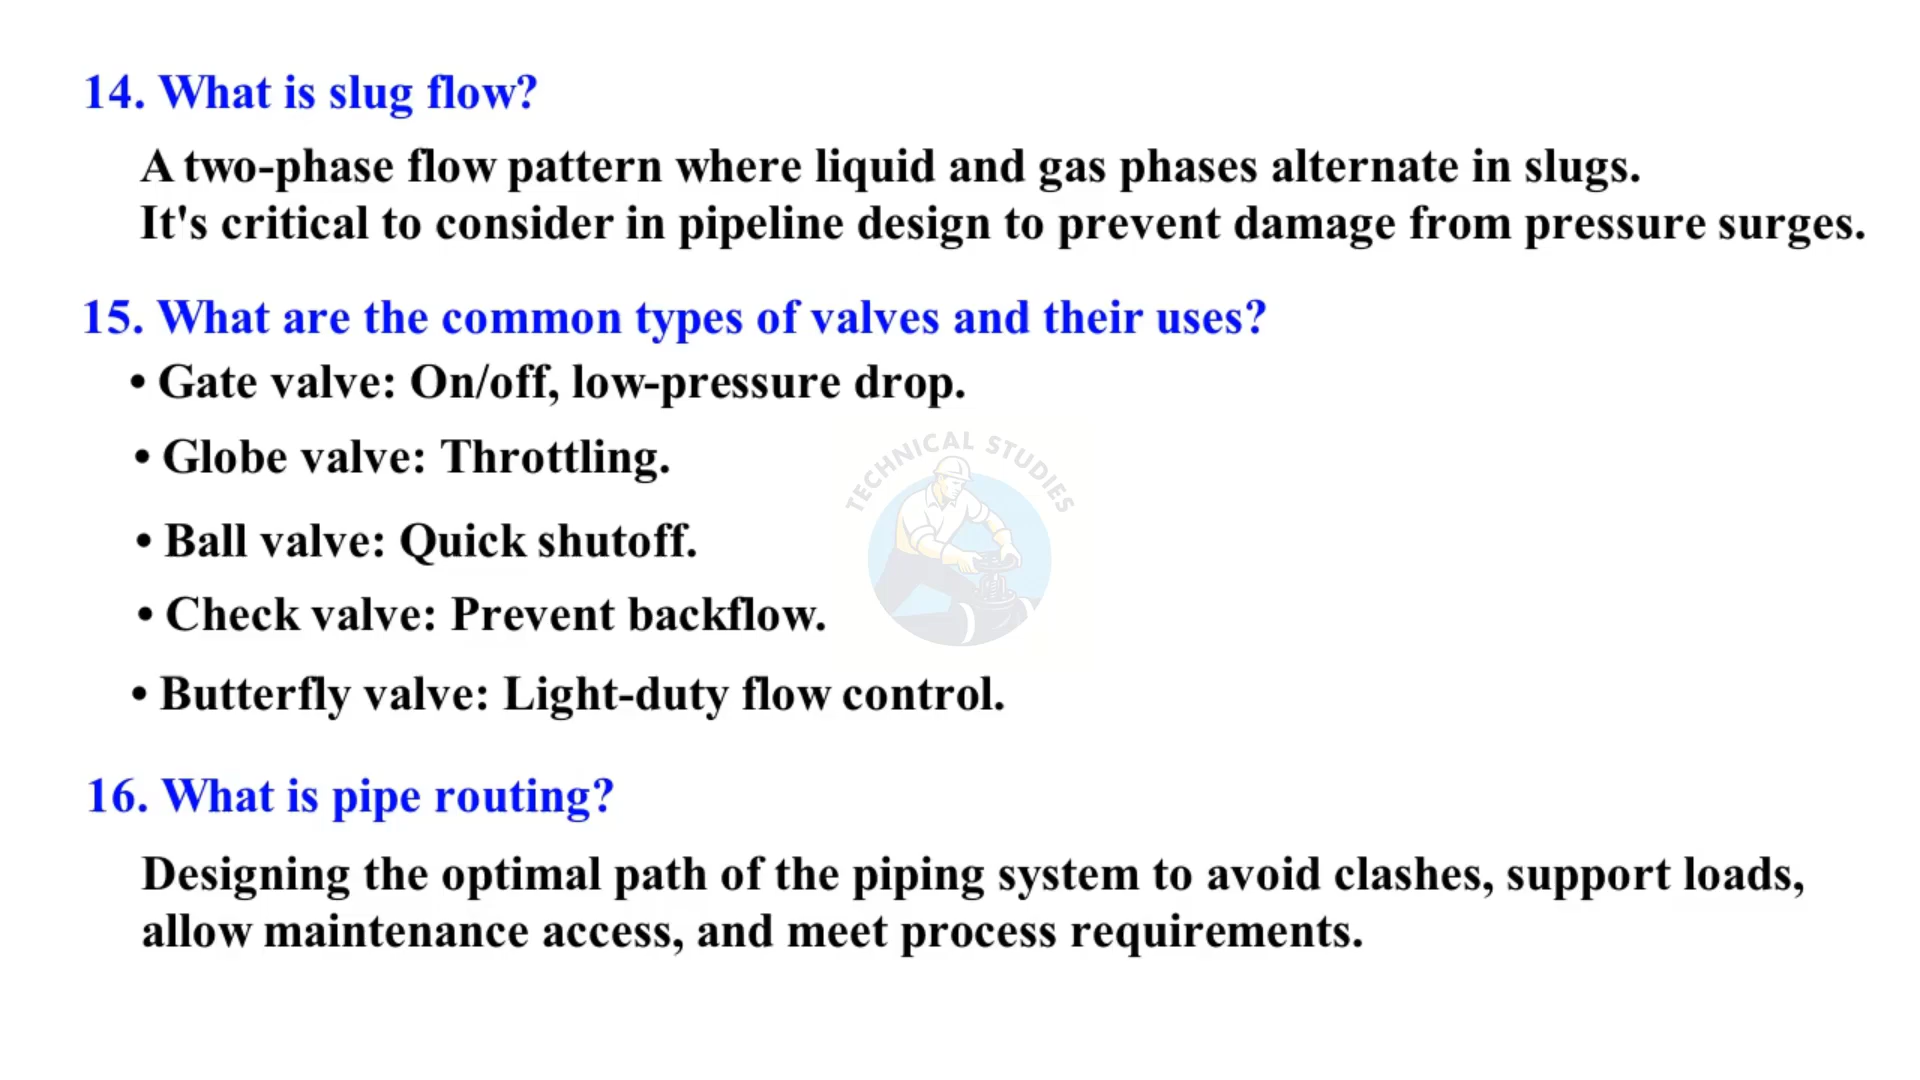 14. What is slug flow?
A two-phase flow pattern where liquid and gas phases alternate in slugs.
It's critical to consider in pipeline design to prevent damage from pressure surges.
15. What are the common types of valves and their uses?
• Gate valve: On/off, low-pressure drop.
• Globe valve: Throttling.
TECHNICAL STUDIES
• Ball valve: Quick shutoff.
• Check valve: Prevent backflow.
• Butterfly valve: Light-duty flow control.
16. What is pipe routing?
Designing the optimal path of the piping system to avoid clashes, support loads,
allow maintenance access, and meet process requirements.